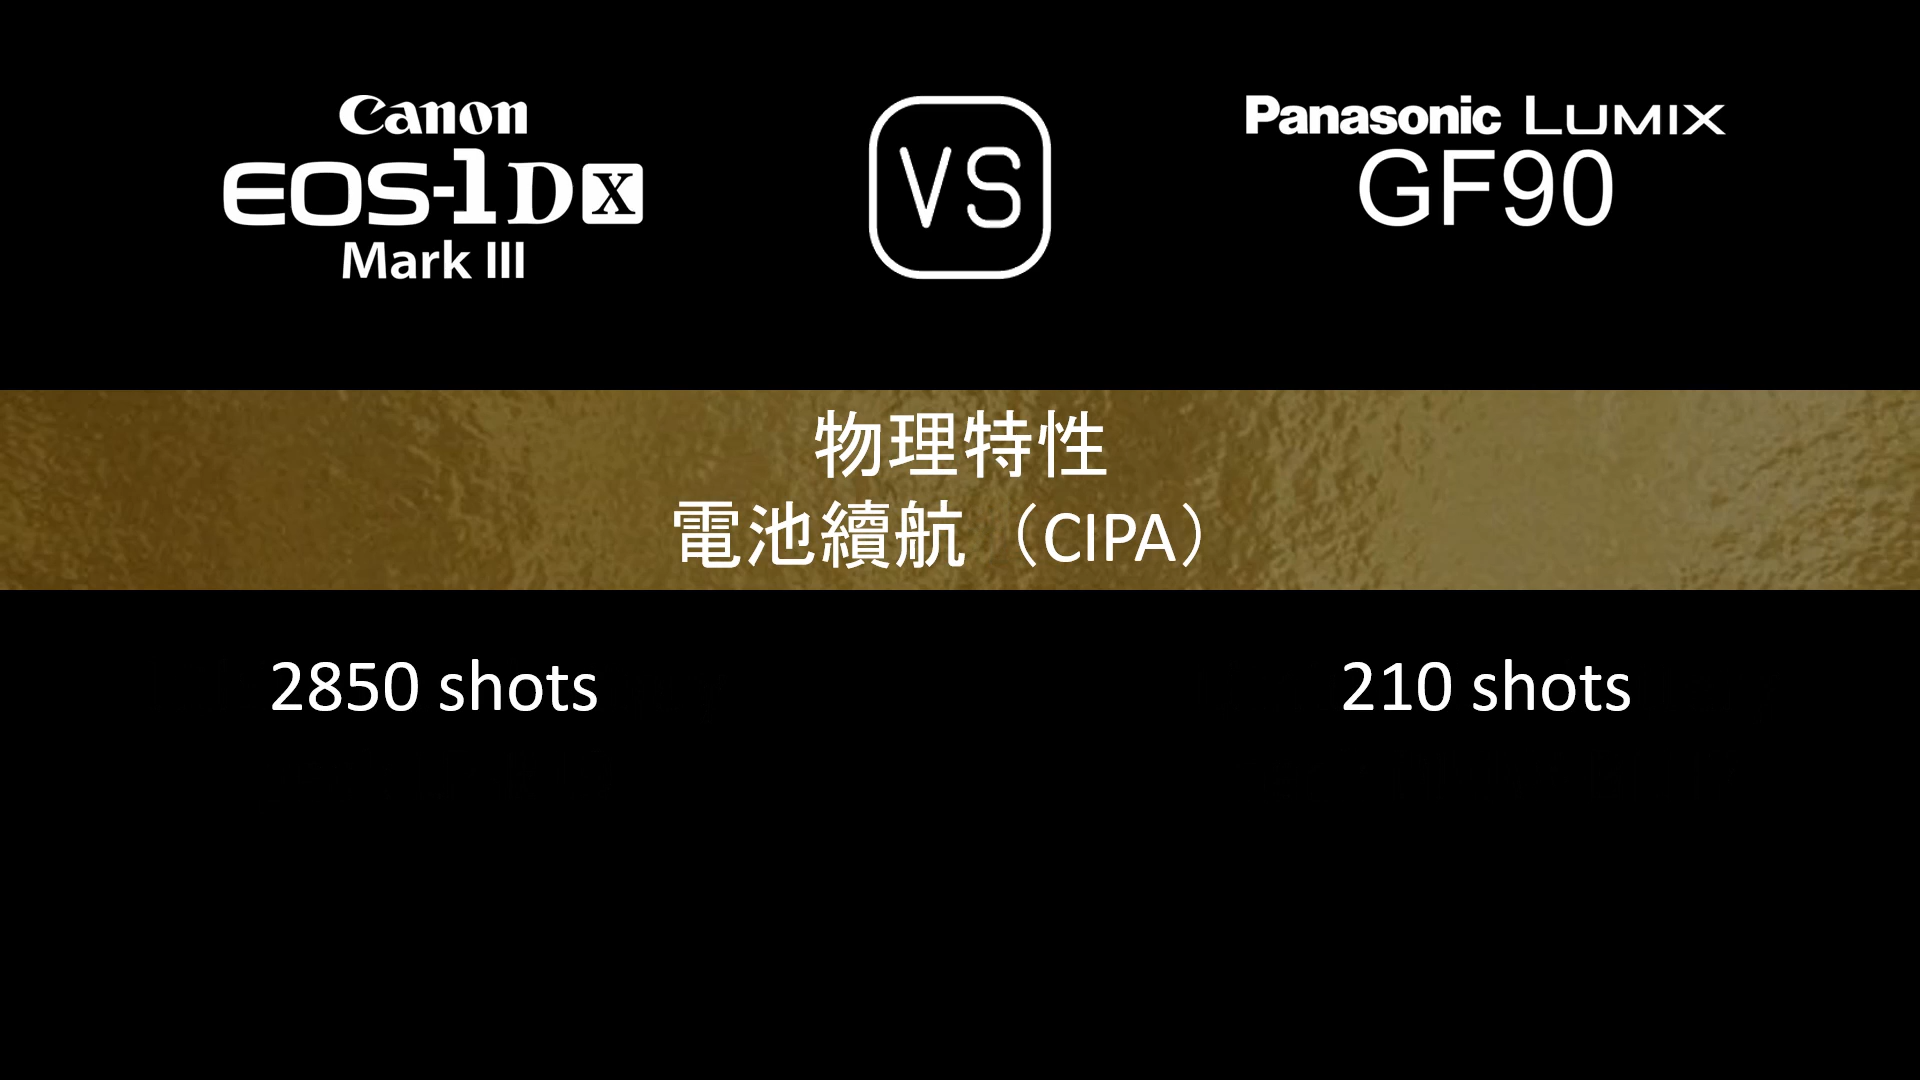 Canon
EOS-1DX
Mark III
VS
Panasonic LUMIX
GF90
物理特性
電池續航（CIPA）
2850 shots
210 shots